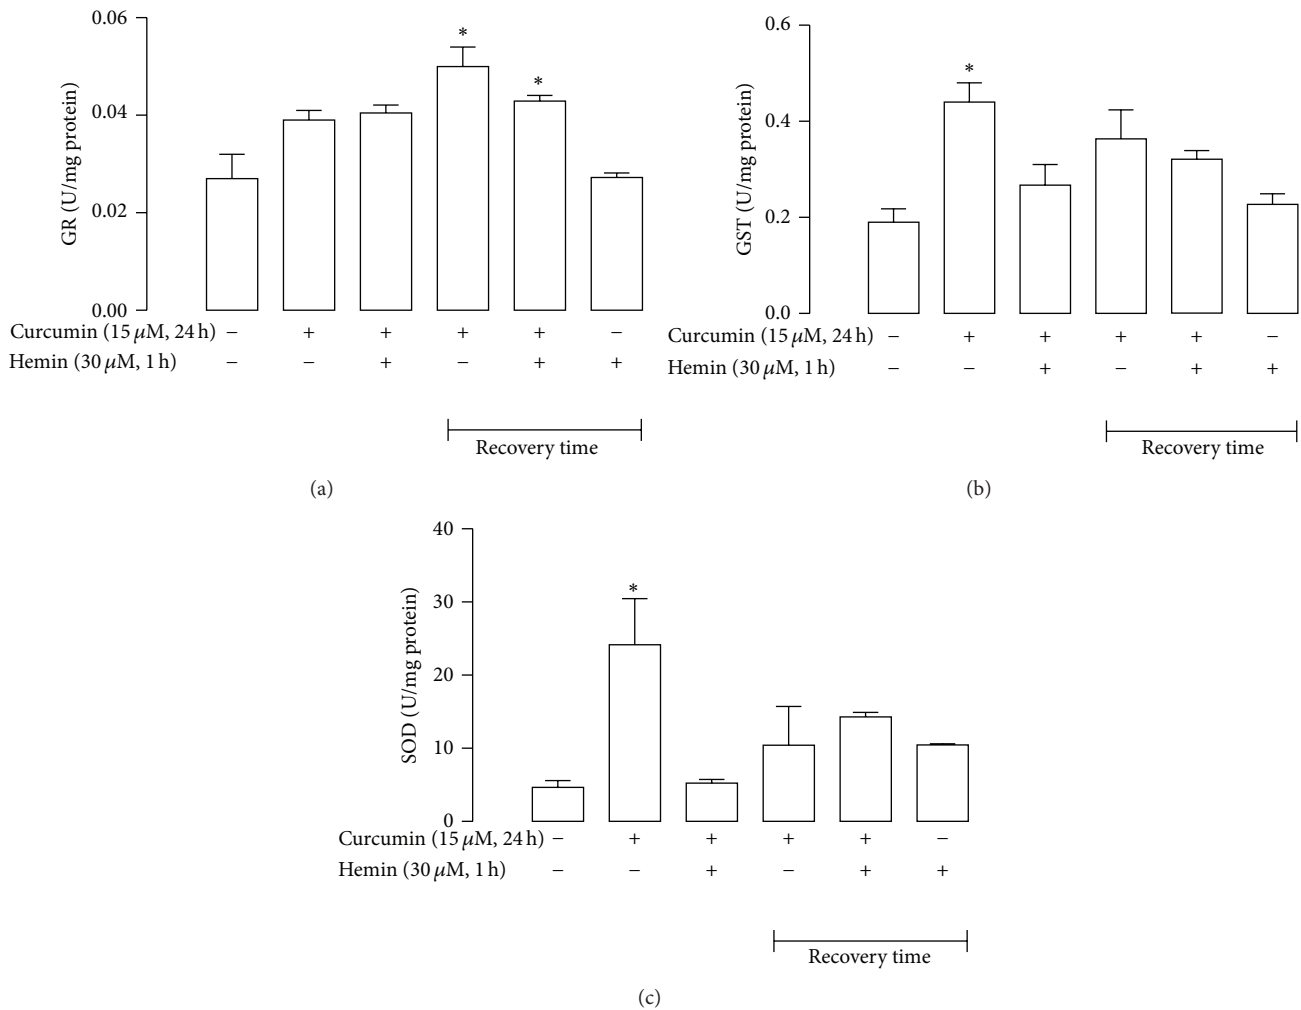 0.06
*
*
0.04
0.02
0.00
GR (U/mg protein)
Curcumin (15 μM, 24 h) − + + + + −
Hemin (30 μM, 1 h) − − + − + +
Recovery time
(a)
0.6
*
0.4
0.2
0.0
GST (U/mg protein)
Curcumin (15 μM, 24 h) − + + + + −
Hemin (30 μM, 1 h) − − + − + +
Recovery time
(b)
40
30
*
20
10
0
SOD (U/mg protein)
Curcumin (15 μM, 24 h) − + + + + −
Hemin (30 μM, 1 h) − − + − + +
Recovery time
(c)